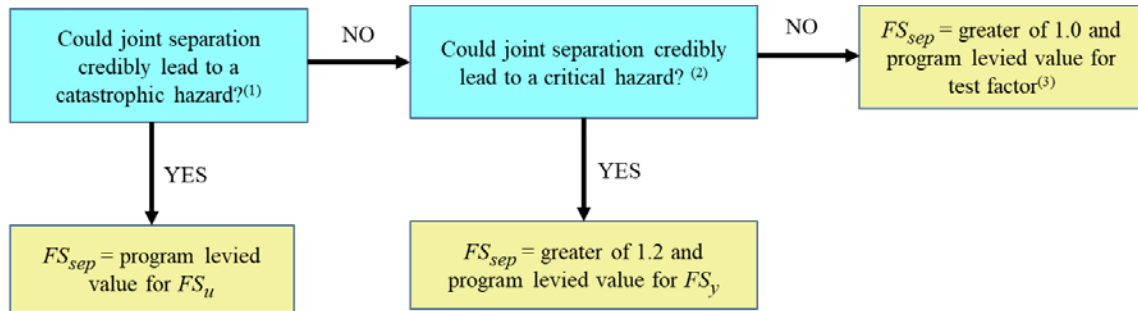 Could joint separation
credibly lead to a
catastrophic hazard?(1)
NO
Could joint separation credibly
lead to a critical hazard? (2)
NO
FSsep = greater of 1.0 and
program levied value for
test factor(3)
YES
YES
FSsep = program levied
value for FSu
FSsep = greater of 1.2 and
program levied value for FSy